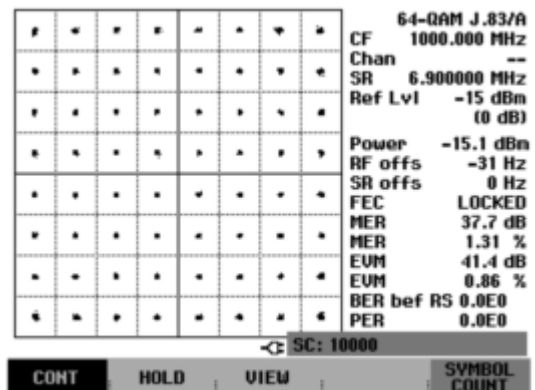 64-QAM J.83/A
CF 1000.000 MHz
Chan --
SR 6.900000 MHz
Ref Lvl -15 dBm
(0 dB)
Power -15.1 dBm
RF offs -31 Hz
SR offs 0 Hz
FEC LOCKED
MER 37.7 dB
MER 1.31 %
EVM 41.4 dB
EVM 0.86 %
BER bef RS 0.0E0
PER 0.0E0
SC: 10000
CONT HOLD VIEW SYMBOL COUNT